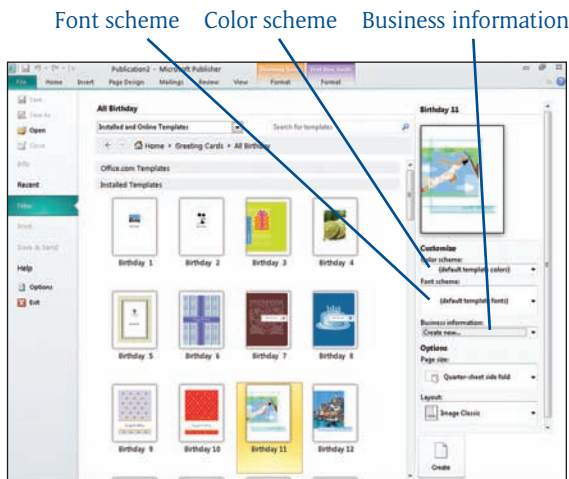 Font scheme Color scheme Business information
Publication2 - Microsoft Publisher
File Home Insert Page Design Mailings Review View Format Format
Save
Save As
Open
Close
Info
Recent
New
Print
Save & Send
Help
Options
Exit
All Birthday
Installed and Online Templates
Search for templates
Home › Greeting Cards › All Birthday
Office.com Templates
Installed Templates
Birthday 1 Birthday 2 Birthday 3 Birthday 4
Birthday 5 Birthday 6 Birthday 7 Birthday 8
Birthday 9 Birthday 10 Birthday 11 Birthday 12
Birthday 11
Customize
Color scheme:
(default template colors)
Font scheme:
(default template fonts)
Business information:
Create new...
Options
Page size:
Quarter-sheet side fold
Layout:
Image Classic
Create